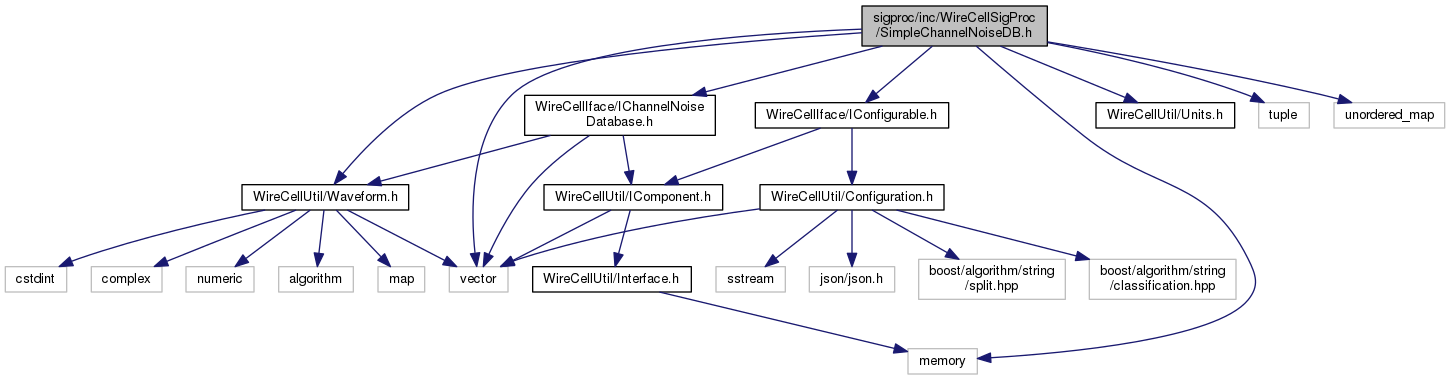 sigproc/inc/WireCellSigProc
/SimpleChannelNoiseDB.h
WireCellIface/IChannelNoise
Database.h
WireCellIface/IConfigurable.h
WireCellUtil/Units.h
tuple
unordered_map
WireCellUtil/Waveform.h
WireCellUtil/IComponent.h
WireCellUtil/Configuration.h
cstdint
complex
numeric
algorithm
map
vector
WireCellUtil/Interface.h
sstream
json/json.h
boost/algorithm/string
/split.hpp
boost/algorithm/string
/classification.hpp
memory